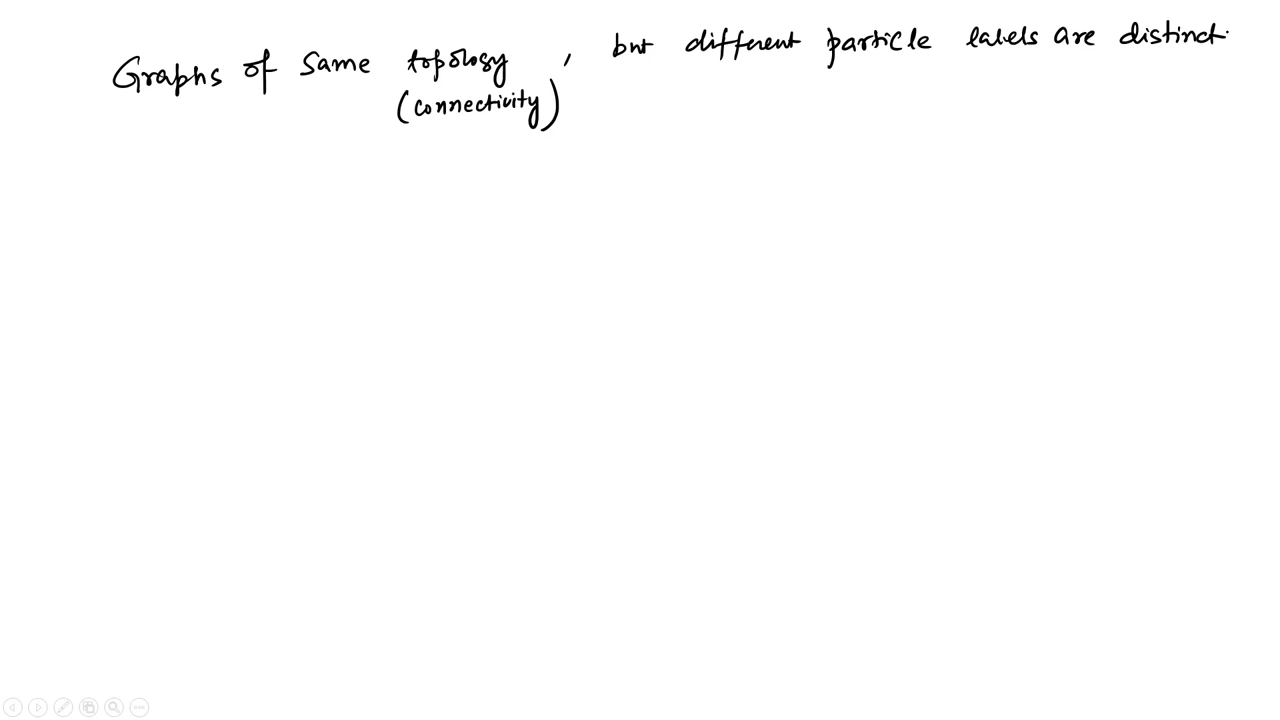 Graphs of same topology, but different particle labels are distinct.
(connectivity)